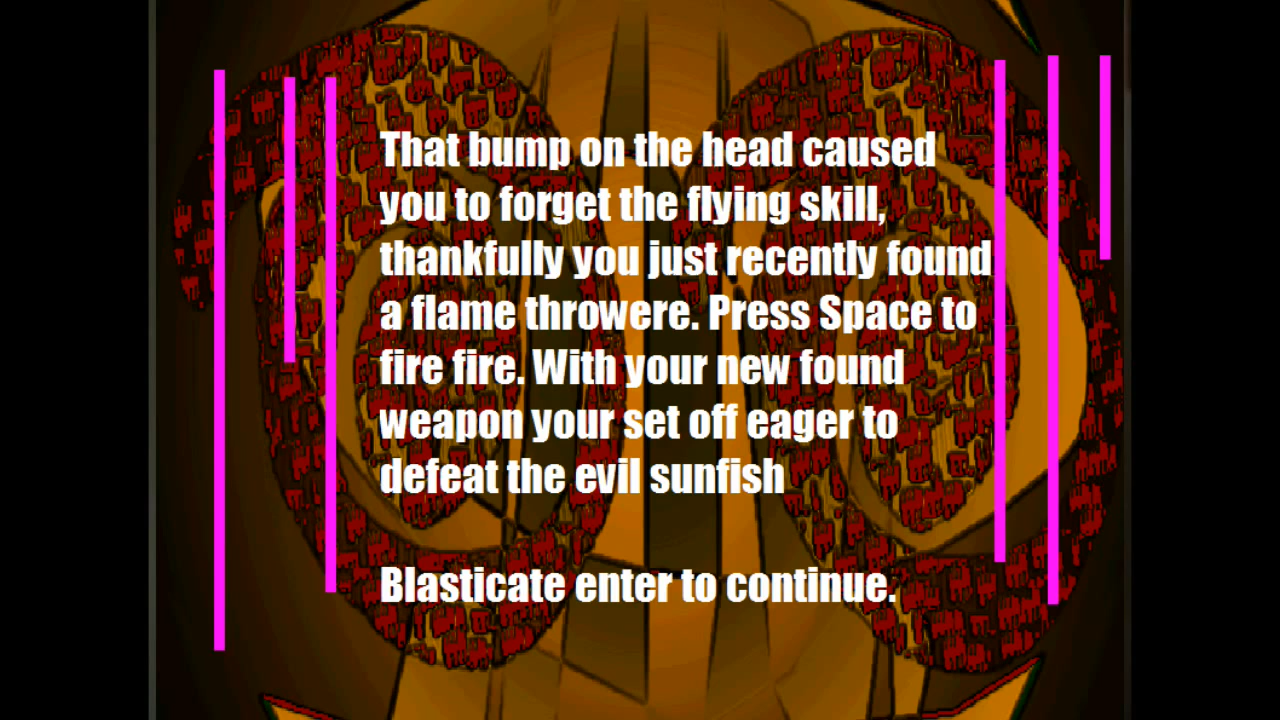 That bump on the head caused
you to forget the flying skill,
thankfully you just recently found
a flame throwere. Press Space to
fire fire. With your new found
weapon your set off eager to
defeat the evil sunfish
Blasticate enter to continue.